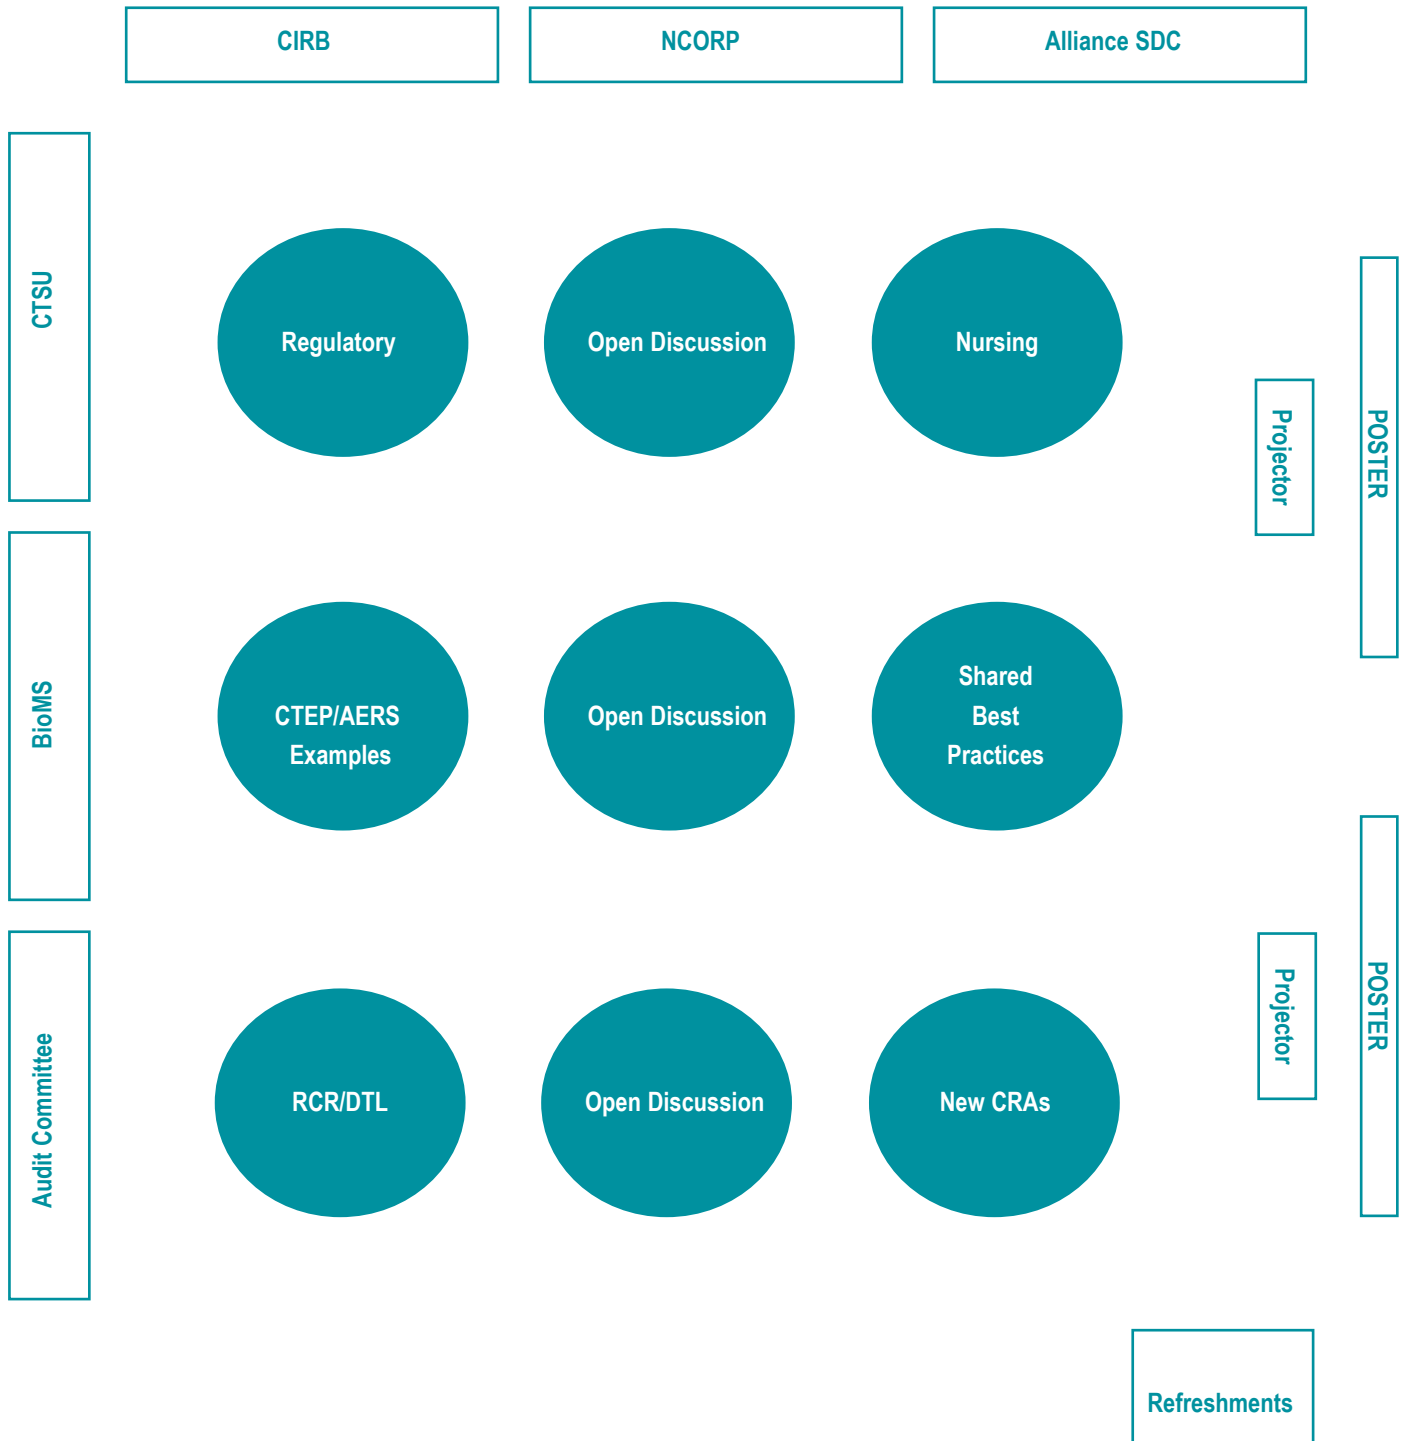 CIRB
NCORP
Alliance SDC
CTSU
Regulatory
Open Discussion
Nursing
Projector
POSTER
BioMS
CTEP/AERS
Examples
Open Discussion
Shared
Best
Practices
Audit Committee
RCR/DTL
Open Discussion
New CRAs
Projector
POSTER
Refreshments